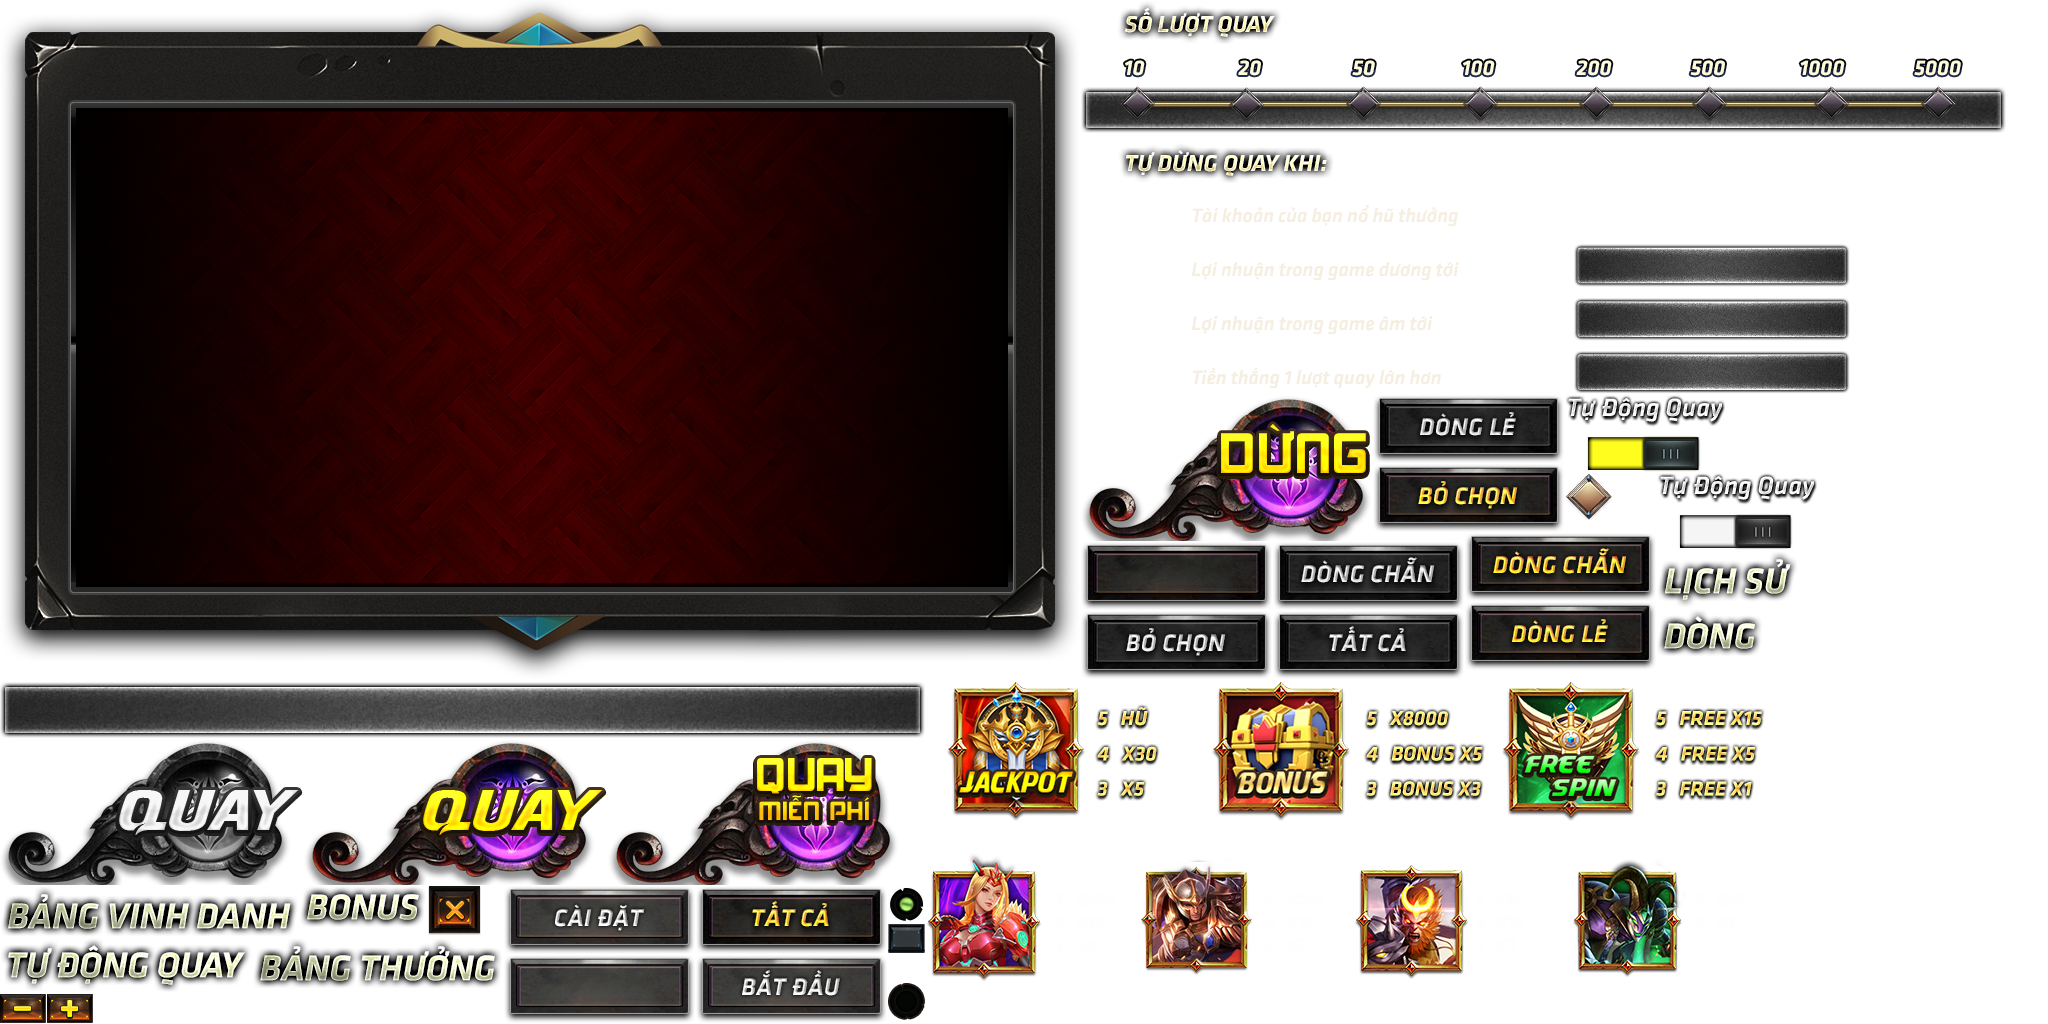 SỐ LƯỢT QUAY
10 20 50 100 200 500 1000 5000
TỰ DỪNG QUAY KHI:
Tài khoản của bạn nổ hũ thưởng
Lợi nhuận trong game dương tới
Lợi nhuận trong game âm tới
Tiền thắng 1 lượt quay lớn hơn
DỪNG
DÒNG LẺ
Tự Động Quay
BỎ CHỌN
Tự Động Quay
DÒNG CHẴN
DÒNG CHẴN
LỊCH SỬ
BỎ CHỌN
TẤT CẢ
DÒNG LẺ
DÒNG
JACKPOT
5 HŨ
4 X30
3 X5
BONUS
5 X8000
4 BONUS X5
3 BONUS X3
FREE
SPIN
5 FREE X15
4 FREE X5
3 FREE X1
QUAY
QUAY
QUAY
MIỄN PHÍ
BẢNG VINH DANH
BONUS
CÀI ĐẶT
TẤT CẢ
TỰ ĐỘNG QUAY
BẢNG THƯỞNG
BẮT ĐẦU